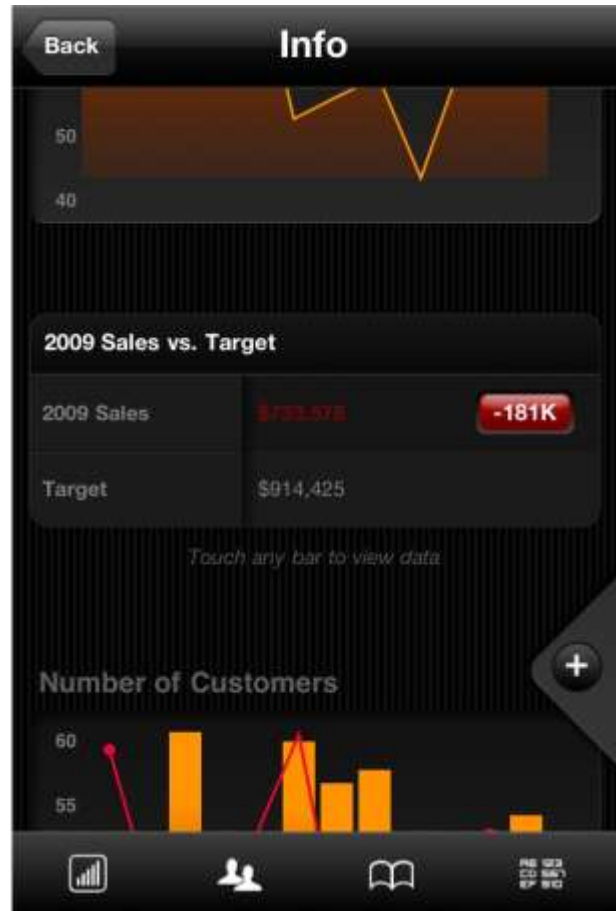 Back
Info
50
40
2009 Sales vs. Target
2009 Sales
-181K
Target
$914,425
Touch any bar to view data
Number of Customers
60
55